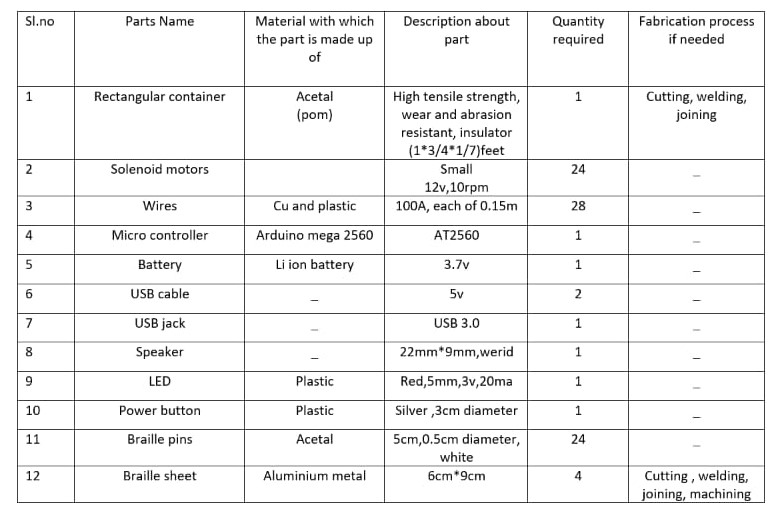 Sl.no Parts Name Material with which the part is made up of Description about part Quantity required Fabrication process if needed
1 Rectangular container Acetal (pom) High tensile strength, wear and abrasion resistant, insulator (1*3/4*1/7)feet 1 Cutting, welding, joining
2 Solenoid motors Small 12v,10rpm 24 _
3 Wires Cu and plastic 100A, each of 0.15m 28 _
4 Micro controller Arduino mega 2560 AT2560 1 _
5 Battery Li ion battery 3.7v 1 _
6 USB cable _ 5v 2 _
7 USB jack _ USB 3.0 1 _
8 Speaker _ 22mm*9mm,werid 1 _
9 LED Plastic Red,5mm,3v,20ma 1 _
10 Power button Plastic Silver ,3cm diameter 1 _
11 Braille pins Acetal 5cm,0.5cm diameter, white 24 _
12 Braille sheet Aluminium metal 6cm*9cm 4 Cutting , welding, joining, machining